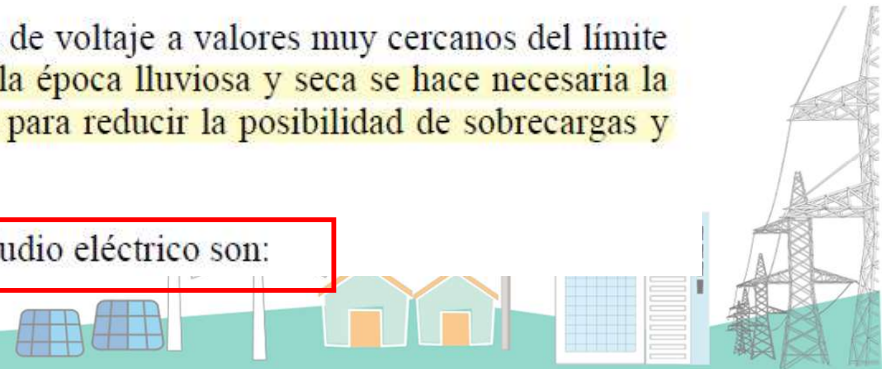 de voltaje a valores muy cercanos del límite
la época lluviosa y seca se hace necesaria la
para reducir la posibilidad de sobrecargas y
udio eléctrico son: